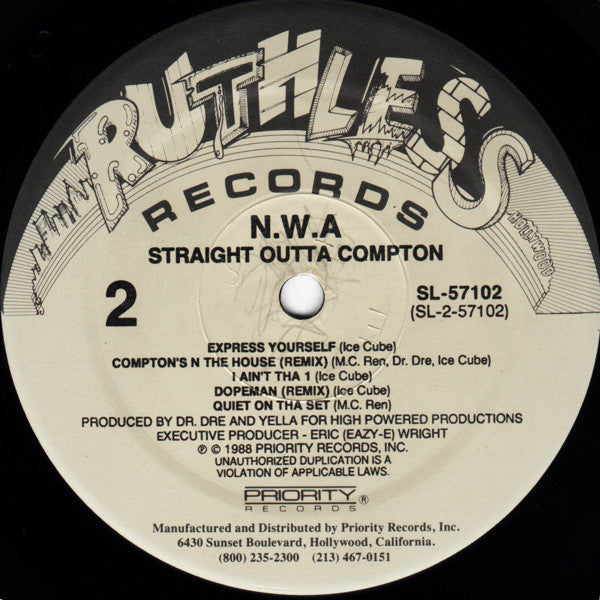 RUTHLESS
HOLLYWOOD
RECORDS
N.W.A
STRAIGHT OUTTA COMPTON
2
SL-57102
(SL-2-57102)
EXPRESS YOURSELF (Ice Cube)
COMPTON'S N THE HOUSE (REMIX) (M.C. Ren, Dr. Dre, Ice Cube)
I AIN'T THA 1 (Ice Cube)
DOPEMAN (REMIX) (Ice Cube)
QUIET ON THA SET (M.C. Ren)
PRODUCED BY DR. DRE AND YELLA FOR HIGH POWERED PRODUCTIONS
EXECUTIVE PRODUCER - ERIC (EAZY-E) WRIGHT
℗ © 1988 PRIORITY RECORDS, INC.
UNAUTHORIZED DUPLICATION IS A
VIOLATION OF APPLICABLE LAWS.
PRIORITY ®
RECORDS
Manufactured and Distributed by Priority Records, Inc.
6430 Sunset Boulevard, Hollywood, California.
(800) 235-2300 (213) 467-0151